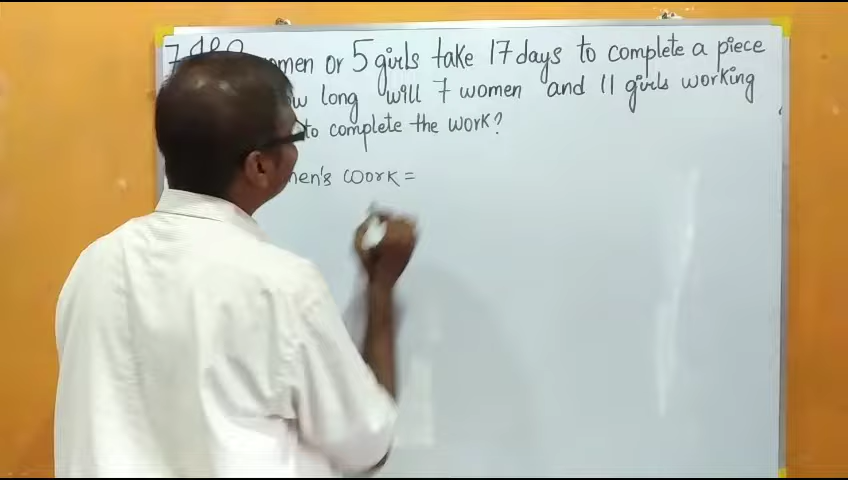 women or 5 girls take 17 days to complete a piece
long will 7 women and 11 girls working
to complete the work?
men's work =